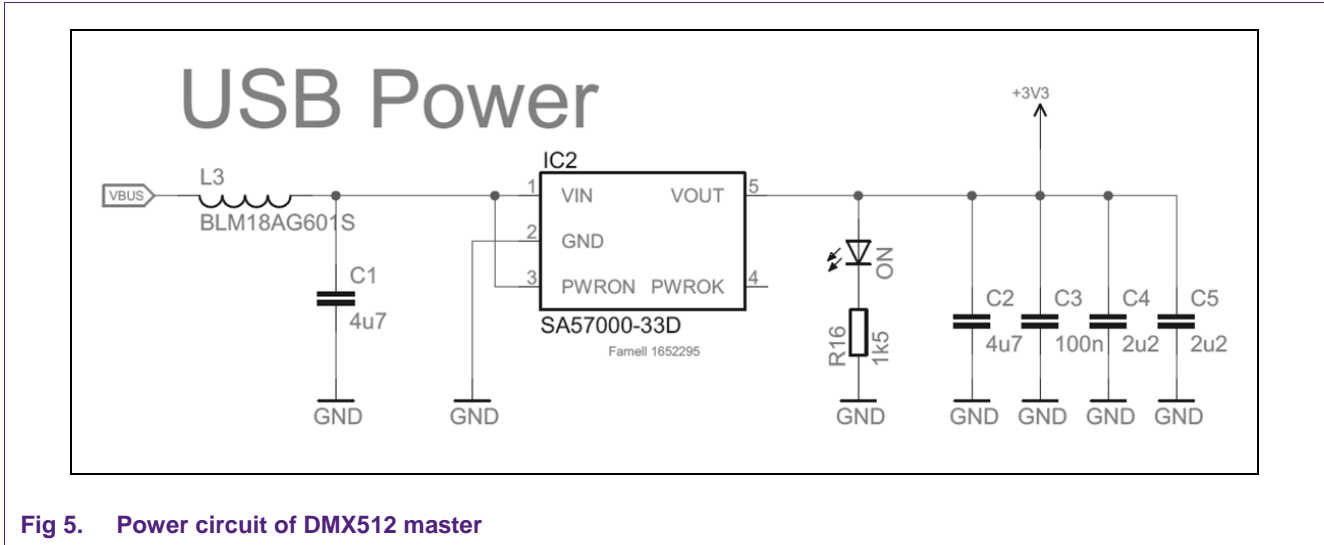 USB Power
+3V3
IC2
VBUS
L3
BLM18AG601S
1 VIN VOUT 5
2 GND
3 PWRON PWROK 4
SA57000-33D
Farnell 1652295
C1
4u7
ON
R16
1k5
C2 C3 C4 C5
4u7 100n 2u2 2u2
GND GND GND GND GND GND GND
Fig 5. Power circuit of DMX512 master